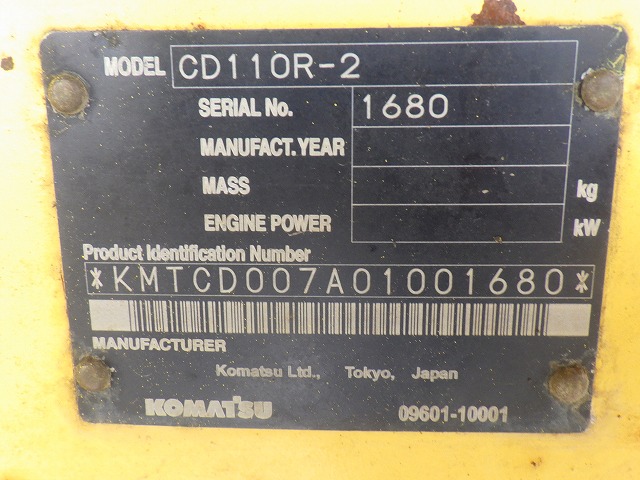 MODEL CD110R-2
SERIAL No. 1680
MANUFACT.YEAR
MASS kg
ENGINE POWER kW
Product Identification Number
*KMTCD007A01001680*
MANUFACTURER
Komatsu Ltd., Tokyo, Japan
KOMATSU 09601-10001